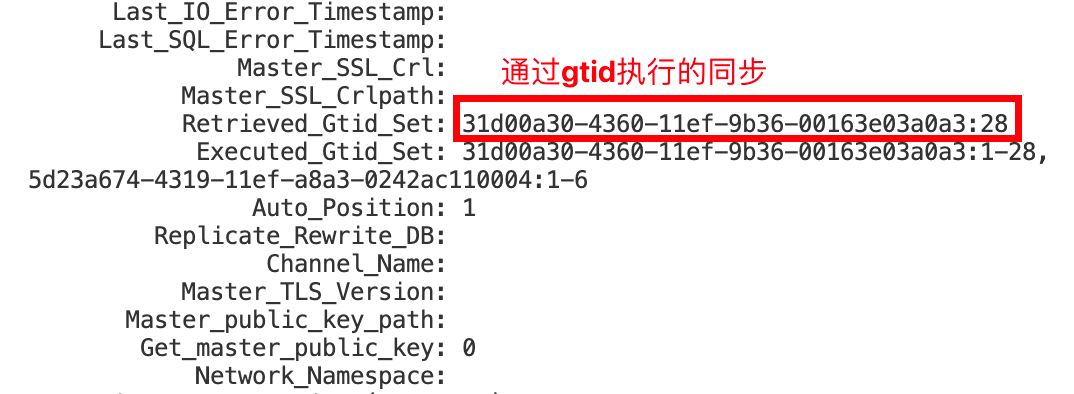 Last_IO_Error_Timestamp:
Last_SQL_Error_Timestamp:
Master_SSL_Crl:
通过gtid执行的同步
Master_SSL_Crlpath:
Retrieved_Gtid_Set: 31d00a30-4360-11ef-9b36-00163e03a0a3:28
Executed_Gtid_Set: 31d00a30-4360-11ef-9b36-00163e03a0a3:1-28,
5d23a674-4319-11ef-a8a3-0242ac110004:1-6
Auto_Position: 1
Replicate_Rewrite_DB:
Channel_Name:
Master_TLS_Version:
Master_public_key_path:
Get_master_public_key: 0
Network_Namespace: